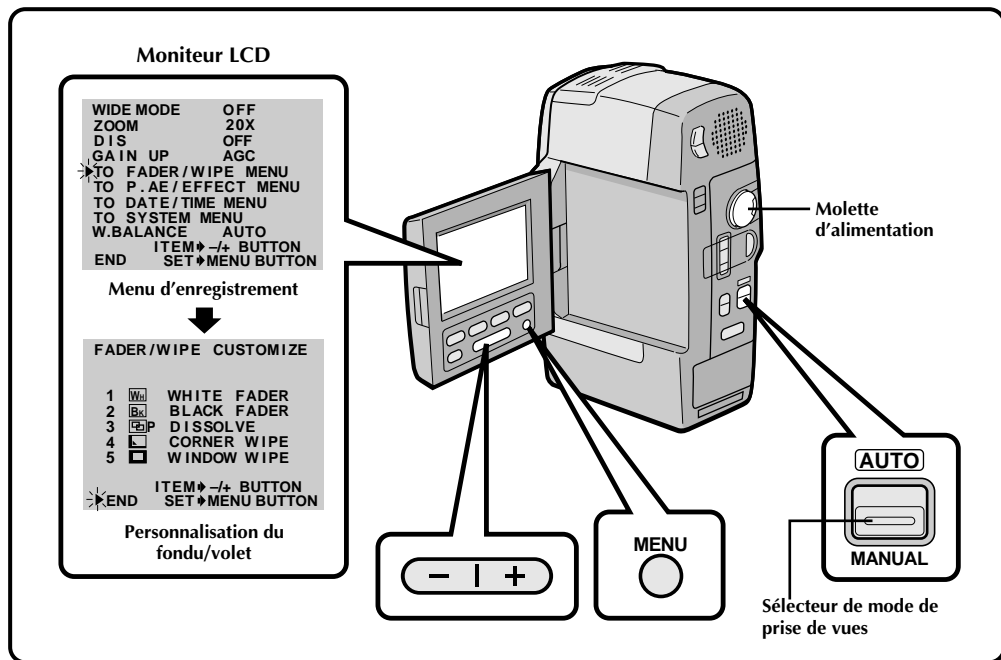 Moniteur LCD
WIDE MODE OFF
ZOOM 20X
DIS OFF
GAIN UP AGC
TO FADER/WIPE MENU
TO P.AE/EFFECT MENU
TO DATE/TIME MENU
TO SYSTEM MENU
W.BALANCE AUTO
ITEM –/+ BUTTON
END SET MENU BUTTON
Menu d'enregistrement
FADER/WIPE CUSTOMIZE
1 WH WHITE FADER
2 BK BLACK FADER
3 P DISSOLVE
4 CORNER WIPE
5 WINDOW WIPE
ITEM –/+ BUTTON
END SET MENU BUTTON
Personnalisation du
fondu/volet
– +
MENU
Molette
d'alimentation
AUTO
MANUAL
Sélecteur de mode de
prise de vues